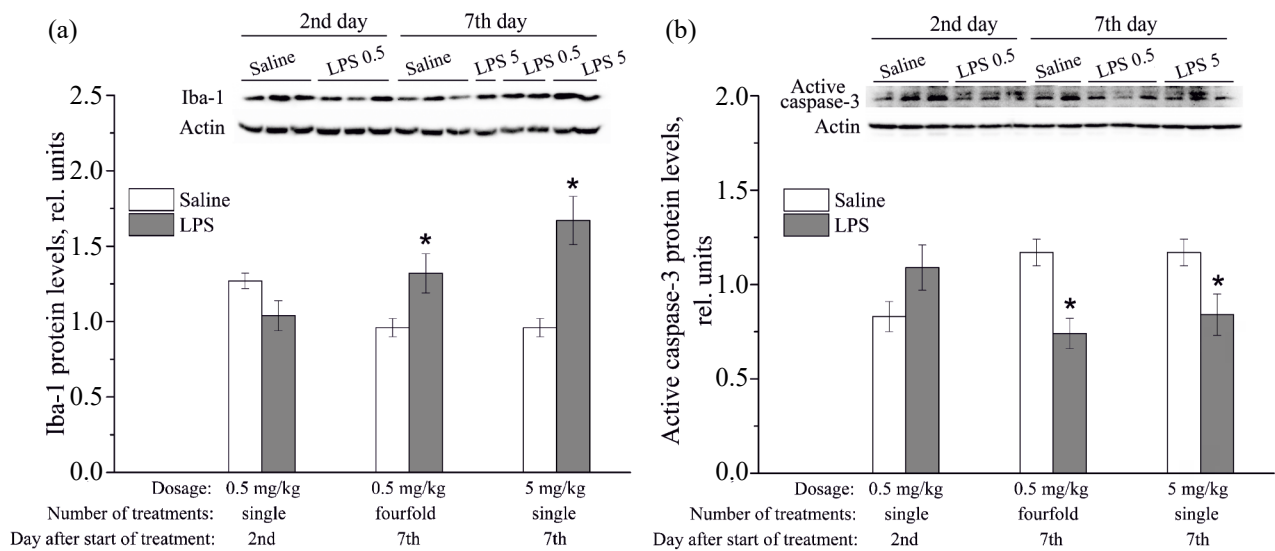 (a)
2nd day
7th day
Saline
LPS 0.5
Saline
LPS 5
LPS 0.5
LPS 5
Iba-1
Actin
2.5
2.0
1.5
1.0
0.5
0.0
Iba-1 protein levels, rel. units
Saline
LPS
*
*
Dosage: 0.5 mg/kg 0.5 mg/kg 5 mg/kg
Number of treatments: single fourfold single
Day after start of treatment: 2nd 7th 7th
(b)
2nd day
7th day
Saline
LPS 0.5
Saline
LPS 0.5
LPS 5
Active
caspase-3
Actin
2.0
1.5
1.0
0.5
0.0
Active caspase-3 protein levels,
rel. units
Saline
LPS
*
*
Dosage: 0.5 mg/kg 0.5 mg/kg 5 mg/kg
Number of treatments: single fourfold single
Day after start of treatment: 2nd 7th 7th